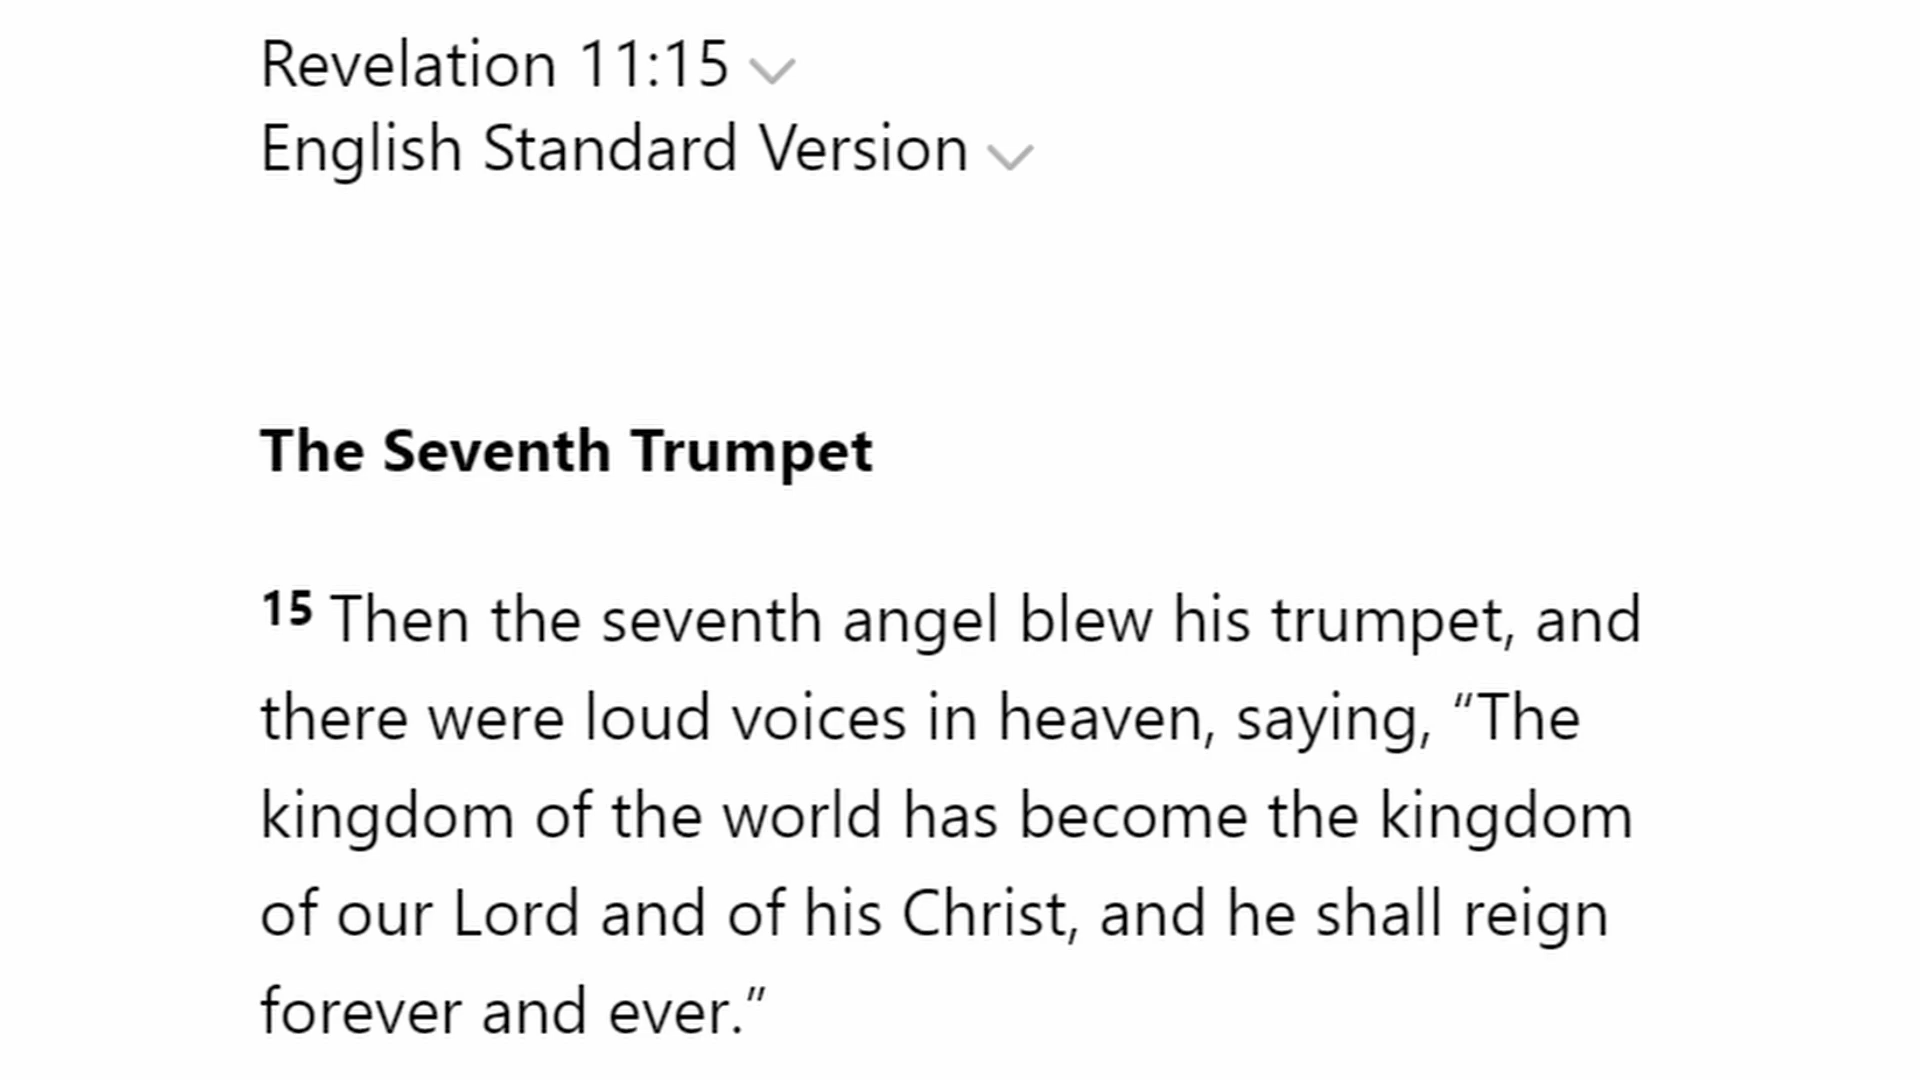 Revelation 11:15
English Standard Version
The Seventh Trumpet
15 Then the seventh angel blew his trumpet, and
there were loud voices in heaven, saying, “The
kingdom of the world has become the kingdom
of our Lord and of his Christ, and he shall reign
forever and ever.”